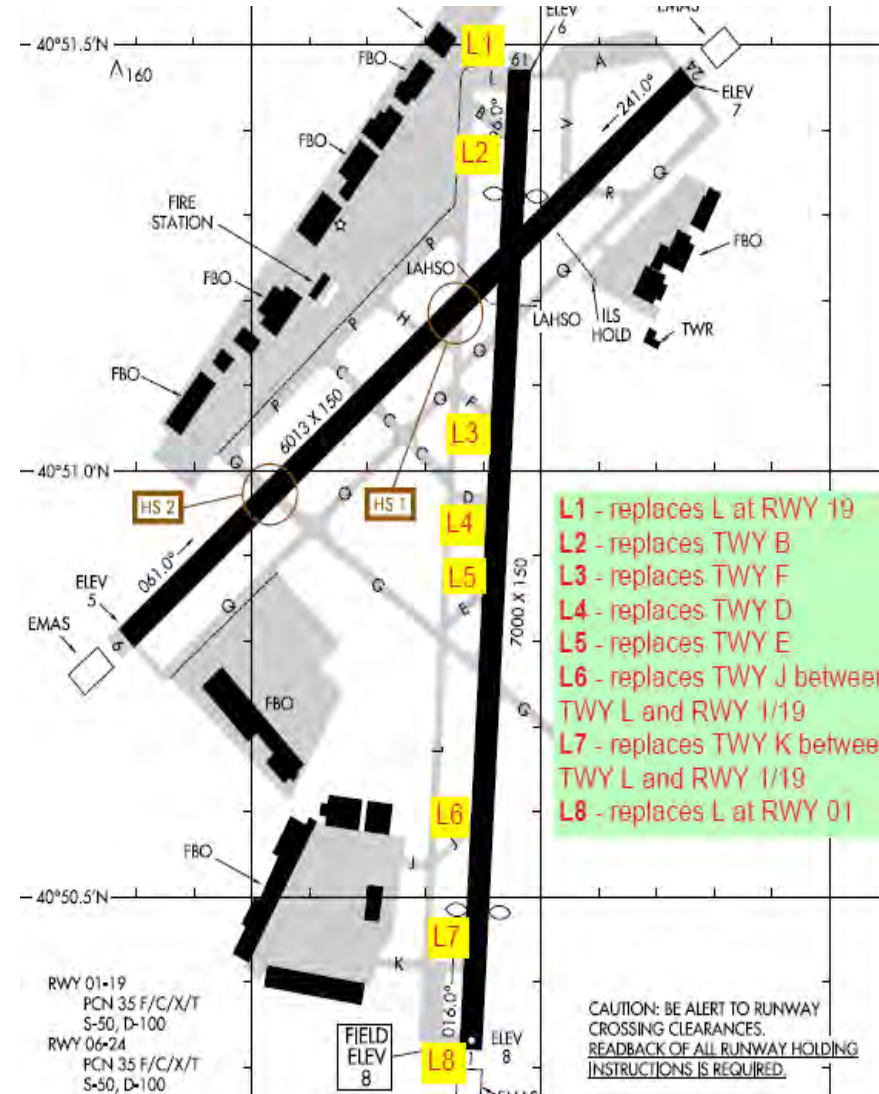 ELEV
6
EMAS
40°51.5'N
L1
61
A
24
FBO
160
L
ELEV
7
B
26.0°
241.0°
V
FBO
L2
Q
R
FIRE
STATION
P
FBO
LAHSO
Q
FBO
P
H
LAHSO
ILS
HOLD
TWR
FBO
C
Q
P
6013 X 150
Q
F
C
L3
G
C
40°51.0'N
HS 2
HS 1
Q
D
L4
061.0°
ELEV
5
L5
G
E
7000 X 150
Q
EMAS
6
FBO
G
L
L1 - replaces L at RWY 19
L2 - replaces TWY B
L3 - replaces TWY F
L4 - replaces TWY D
L5 - replaces TWY E
L6 - replaces TWY J between
TWY L and RWY 1/19
L7 - replaces TWY K betwee
TWY L and RWY 1/19
L8 - replaces L at RWY 01
L6
FBO
J
J
40°50.5'N
L7
K
RWY 01-19
PCN 35 F/C/X/T
S-50, D-100
RWY 06-24
PCN 35 F/C/X/T
S-50, D-100
016.0°
FIELD
ELEV
8
L8
1
ELEV
8
EMAS
CAUTION: BE ALERT TO RUNWAY
CROSSING CLEARANCES.
READBACK OF ALL RUNWAY HOLDING
INSTRUCTIONS IS REQUIRED.